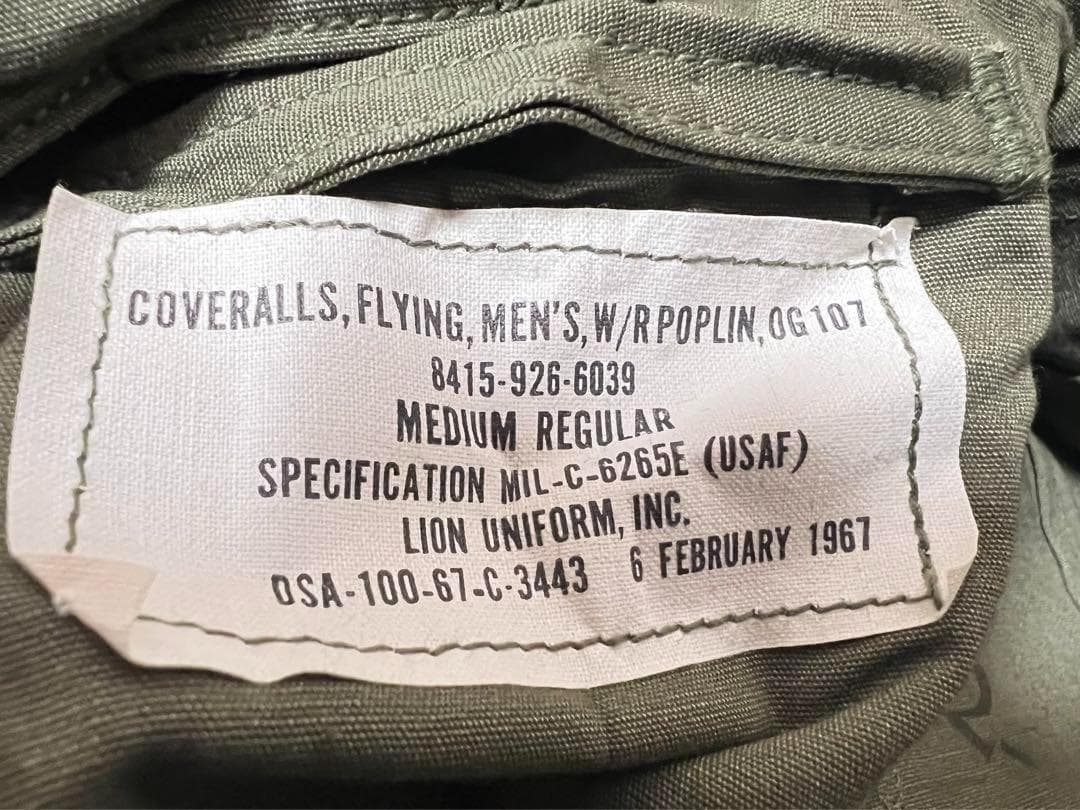 COVERALLS, FLYING, MEN'S, W/R POPLIN, OG 107
8415-926-6039
MEDIUM REGULAR
SPECIFICATION MIL-C-6265E (USAF)
LION UNIFORM, INC.
DSA-100-67-C-3443 6 FEBRUARY 1967